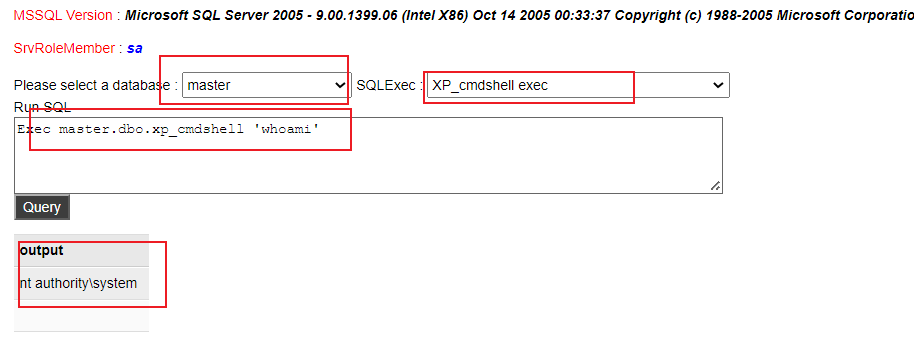 MSSQL Version : Microsoft SQL Server 2005 - 9.00.1399.06 (Intel X86) Oct 14 2005 00:33:37 Copyright (c) 1988-2005 Microsoft Corporatio
SrvRoleMember : sa
Please select a database : master SQLExec : XP_cmdshell exec
Run SQL
Exec master.dbo.xp_cmdshell 'whoami'
Query
output
nt authority\system